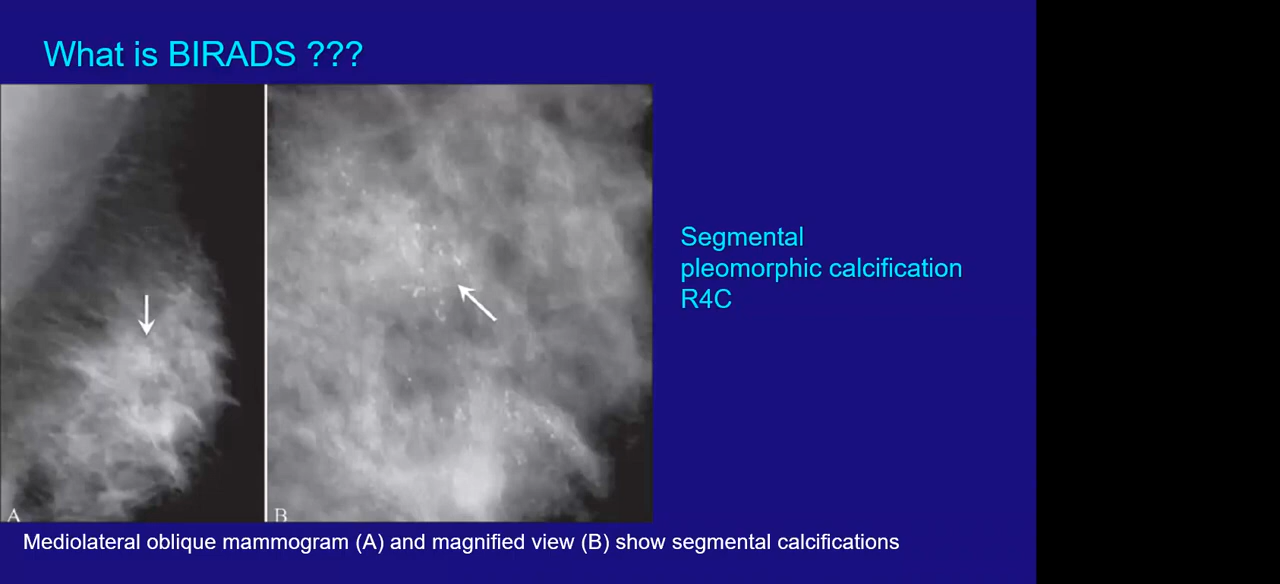 What is BIRADS ???
Segmental
pleomorphic calcification
R4C
A
B
Mediolateral oblique mammogram (A) and magnified view (B) show segmental calcifications